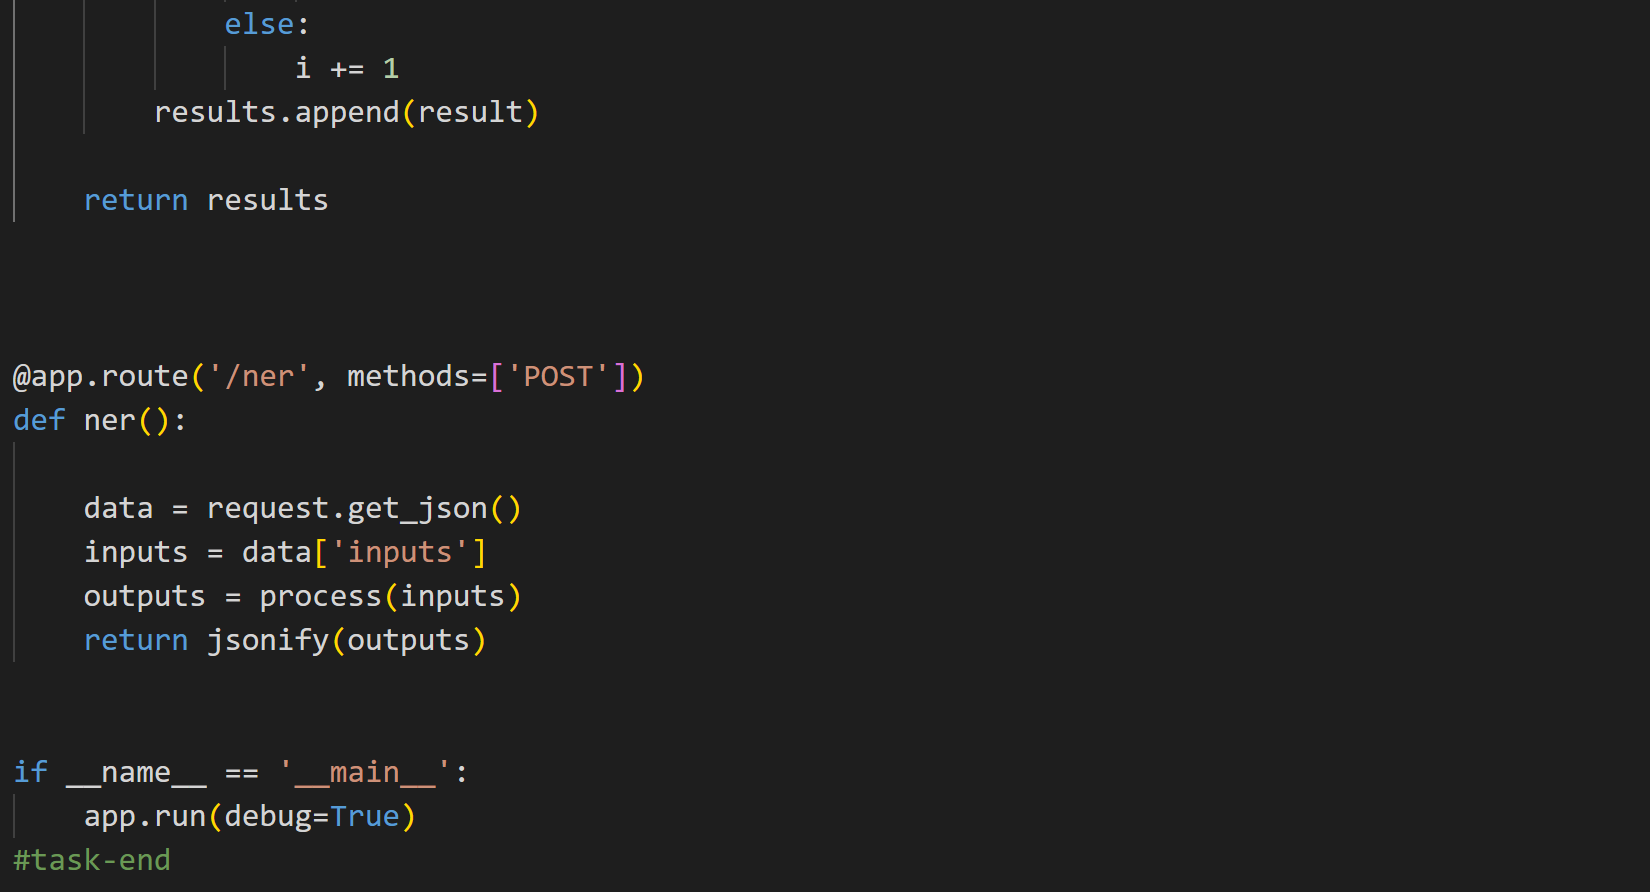 else:
i += 1
results.append(result)
return results
@app.route('/ner', methods=['POST'])
def ner():
data = request.get_json()
inputs = data['inputs']
outputs = process(inputs)
return jsonify(outputs)
if __name__ == '__main__':
app.run(debug=True)
#task-end